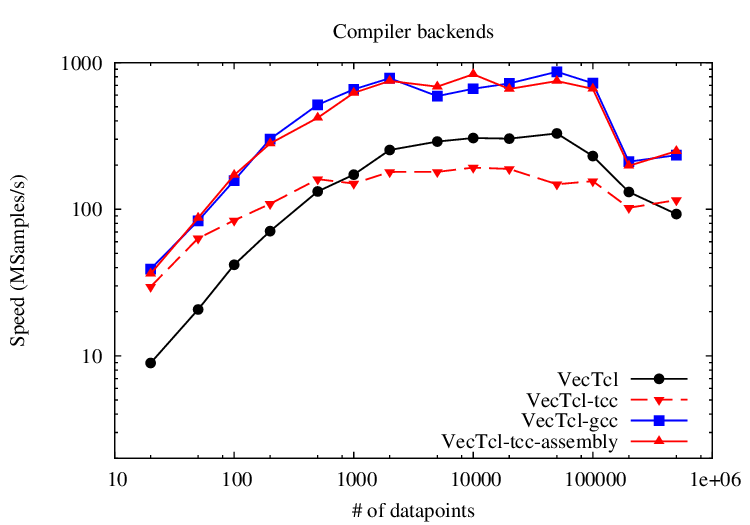 Compiler backends
Speed (MSamples/s)
1000
100
10
VecTcl
VecTcl-tcc
VecTcl-gcc
VecTcl-tcc-assembly
10 100 1000 10000 100000 1e+06
# of datapoints